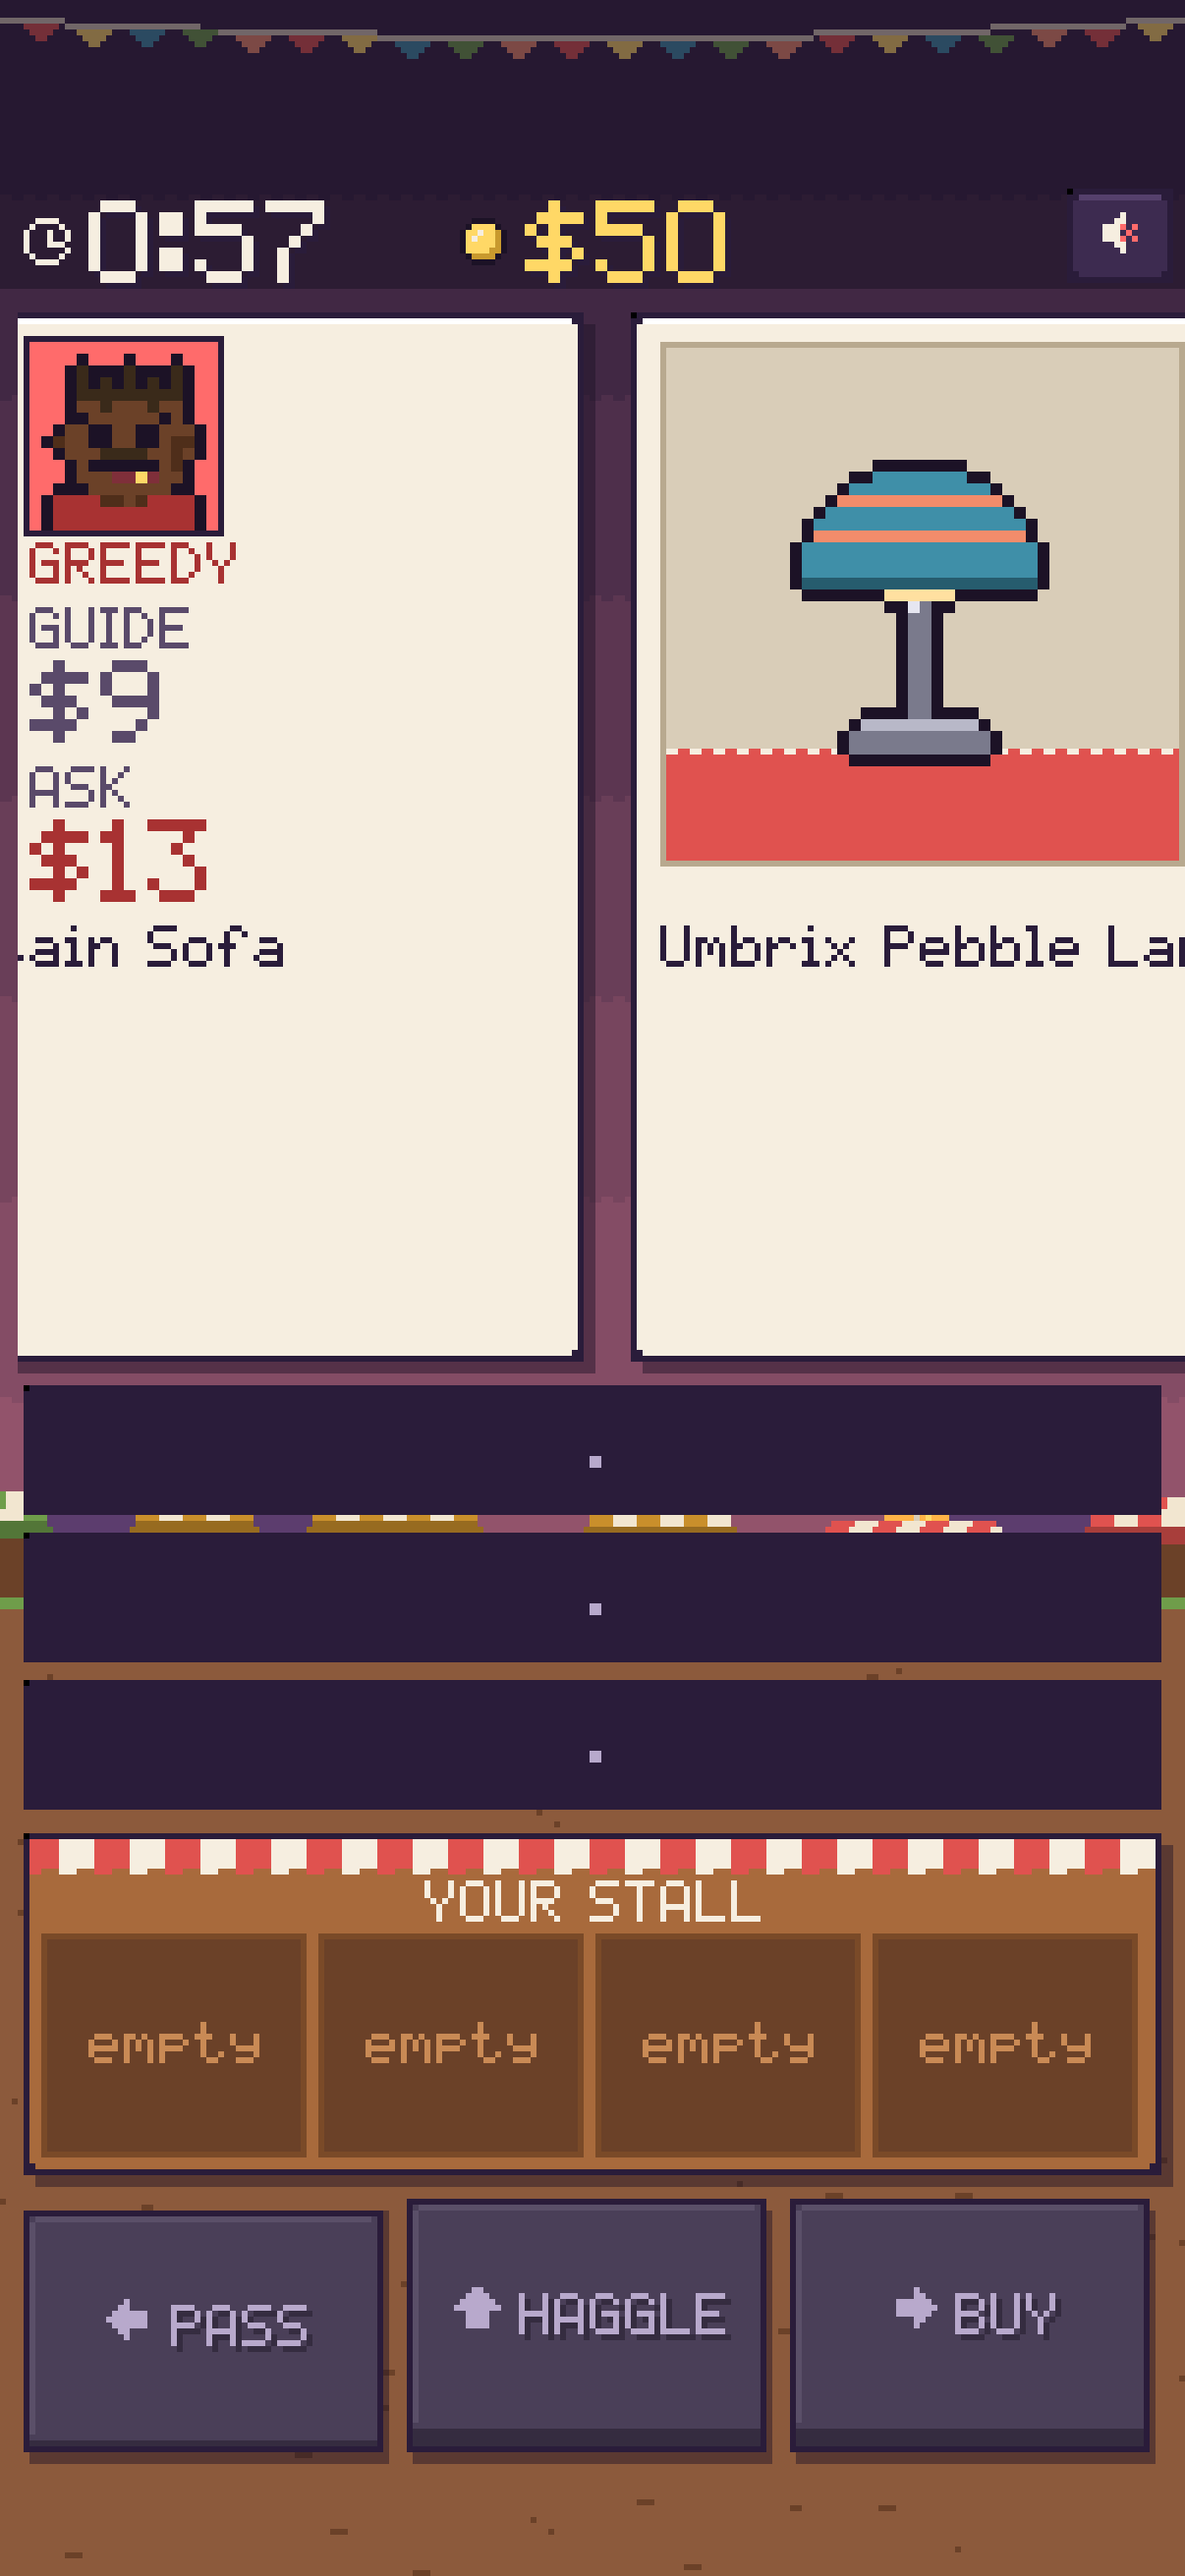 0:57 $50
GREEDY
GUIDE
$9
ASK
$13
ain Sofa
Umbrix Pebble
.
.
.
YOUR STALL
empty empty empty empty
PASS HAGGLE BUY